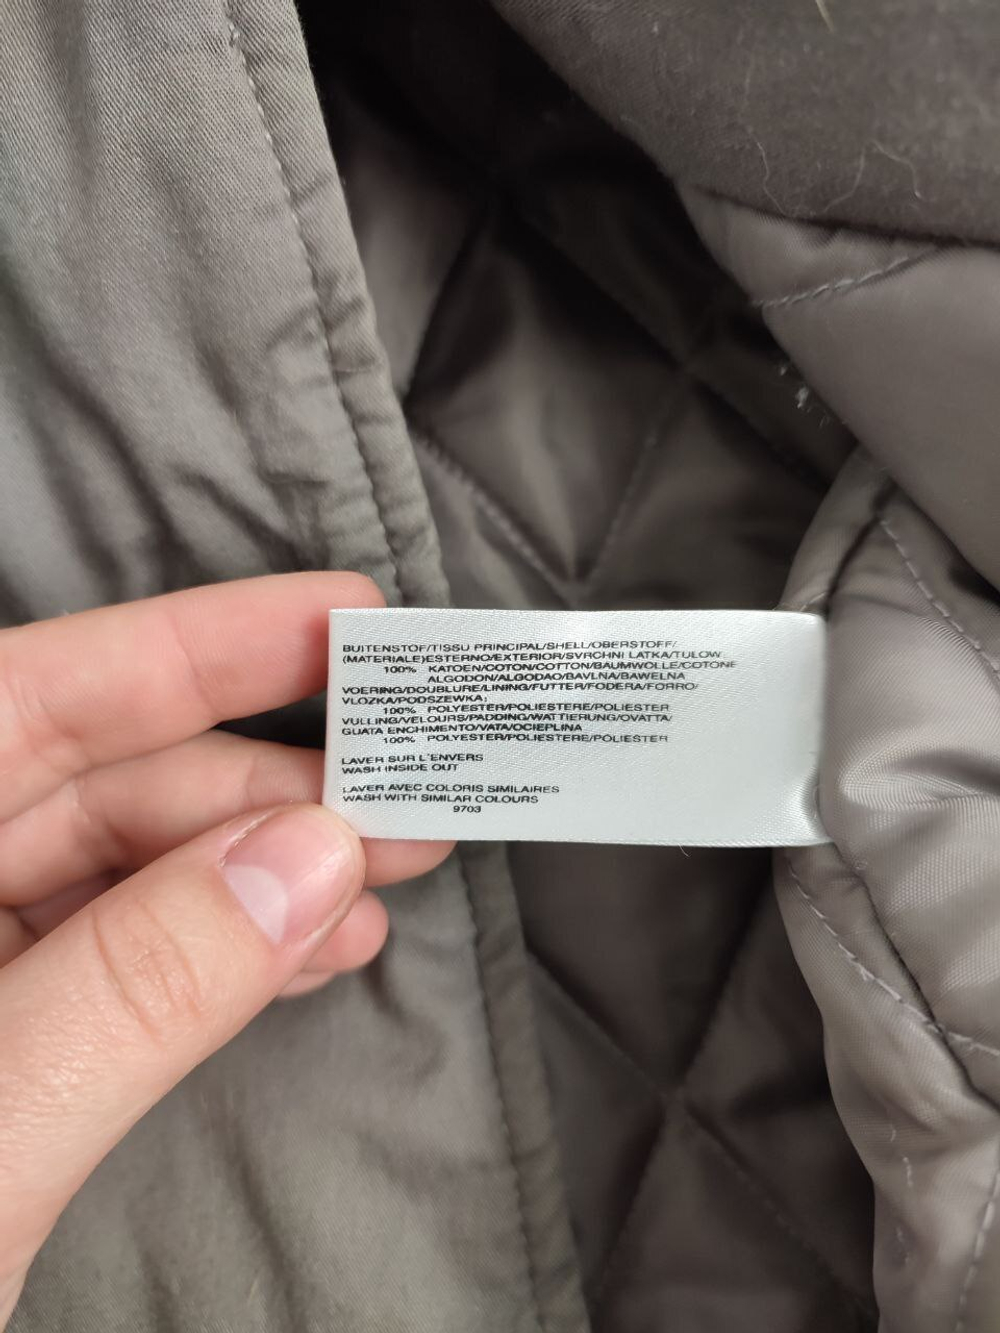 BUITENSTOF/TISSU PRINCIPAL/SHELL/OBERSTOFF/
(MATERIALE)ESTERNO/EXTERIOR/SVRCHNI LATKA/TULOW:
100% KATOEN/COTON/COTTON/BAUMWOLLE/COTONE
ALGODON/ALGODAO/BAVLNA/BAWELNA
VOERING/DOUBLURE/LINING/FUTTER/FODERA/FORRO/
VLOZKA/PODSZEWKA:
100% POLYESTER/POLIESTERE/POLIESTER
VULLING/VELOURS/PADDING/WATTIERUNG/OVATTA/
GUATA ENCHIMENTO/VATA/OCIEPLINA
100% POLYESTER/POLIESTERE/POLIESTER
LAVER SUR L'ENVERS
WASH INSIDE OUT
LAVER AVEC COLORIS SIMILAIRES
WASH WITH SIMILAR COLOURS
9703